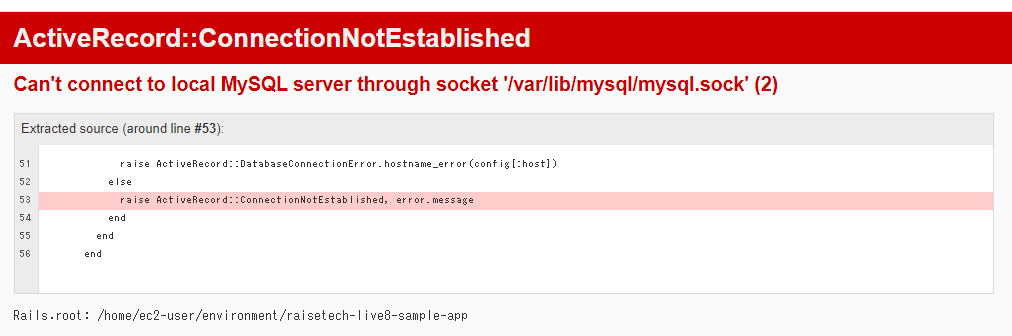 ActiveRecord::ConnectionNotEstablished
Can't connect to local MySQL server through socket '/var/lib/mysql/mysql.sock' (2)
Extracted source (around line #53):
51 raise ActiveRecord::DatabaseConnectionError.hostname_error(config[:host])
52 else
53 raise ActiveRecord::ConnectionNotEstablished, error.message
54 end
55 end
56 end
Rails.root: /home/ec2-user/environment/raisetech-live8-sample-app